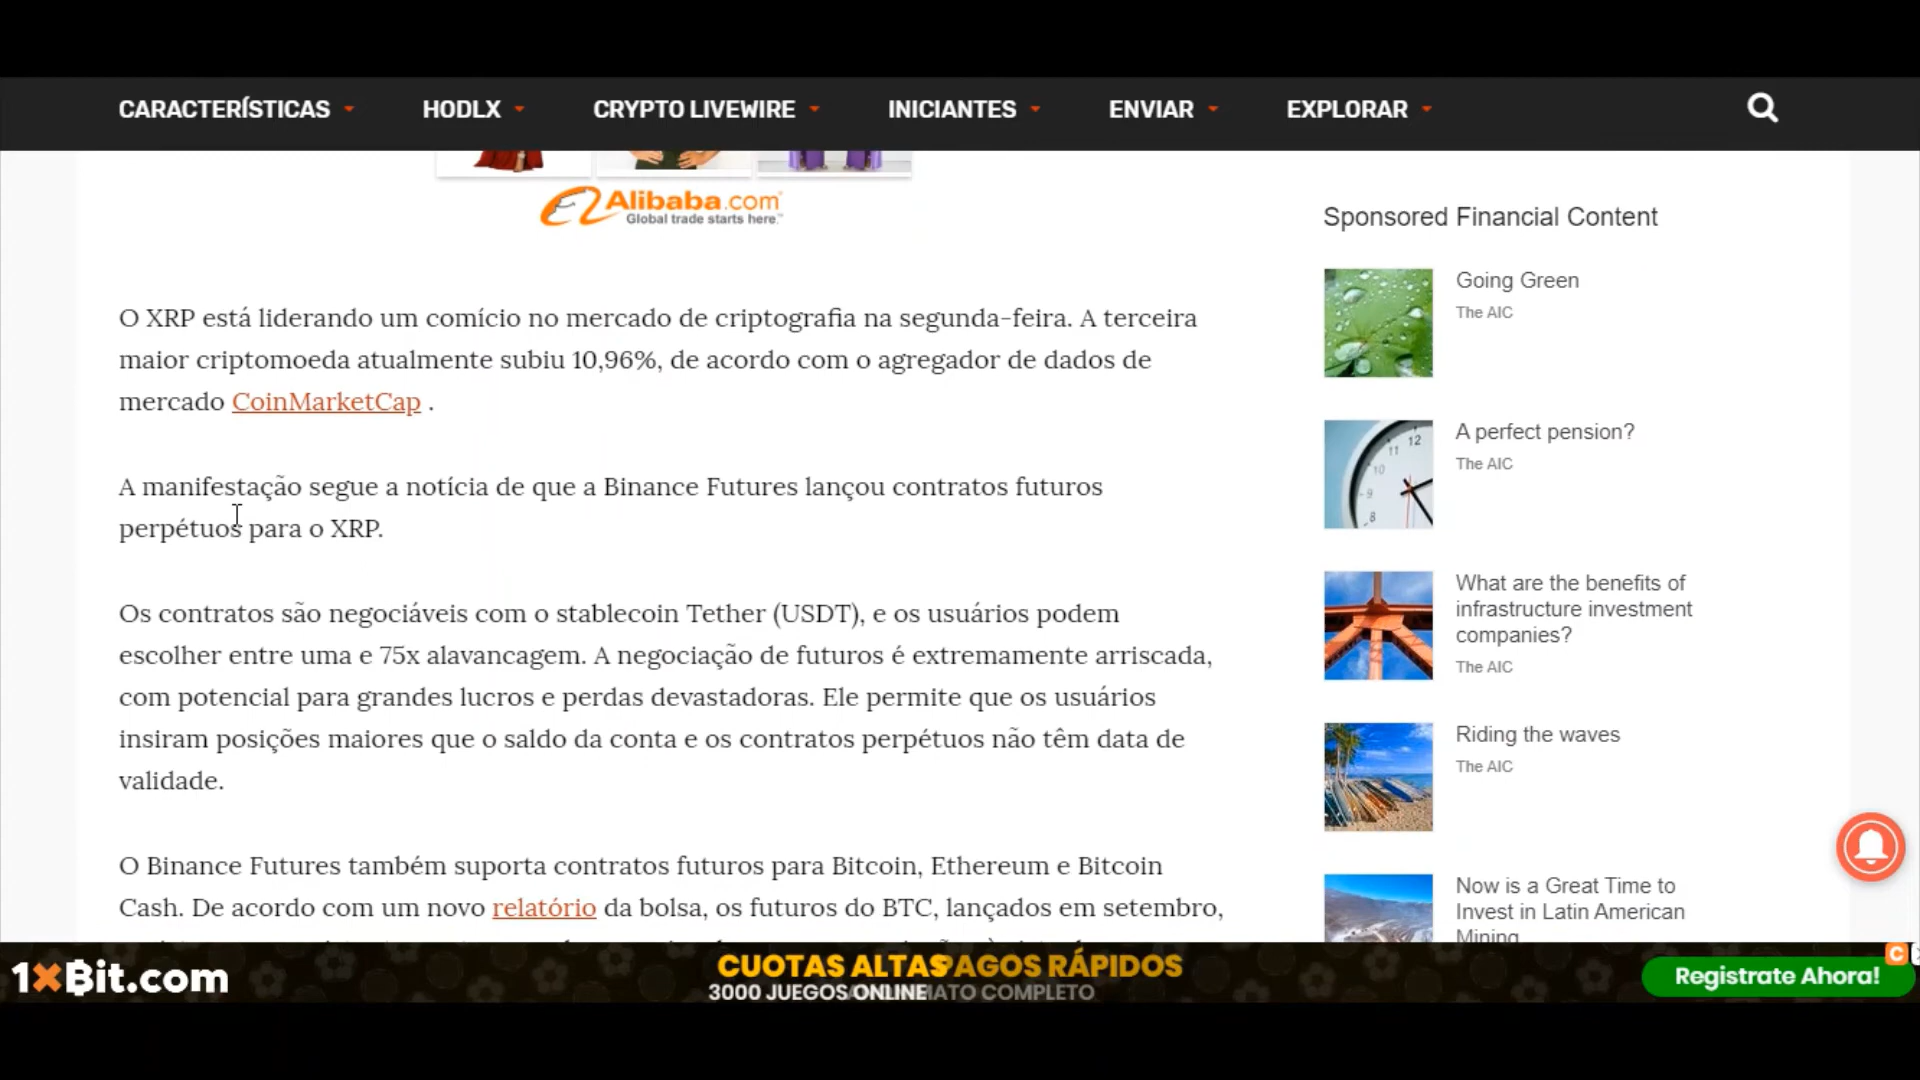 CARACTERÍSTICAS HODLX CRYPTO LIVEWIRE INICIANTES ENVIAR EXPLORAR
Alibaba.com
Global trade starts here.™
O XRP está liderando um comício no mercado de criptografia na segunda-feira. A terceira
maior criptomoeda atualmente subiu 10,96%, de acordo com o agregador de dados de
mercado CoinMarketCap .
A manifestação segue a notícia de que a Binance Futures lançou contratos futuros
perpétuos para o XRP.
Os contratos são negociáveis com o stablecoin Tether (USDT), e os usuários podem
escolher entre uma e 75x alavancagem. A negociação de futuros é extremamente arriscada,
com potencial para grandes lucros e perdas devastadoras. Ele permite que os usuários
insiram posições maiores que o saldo da conta e os contratos perpétuos não têm data de
validade.
O Binance Futures também suporta contratos futuros para Bitcoin, Ethereum e Bitcoin
Cash. De acordo com um novo relatório da bolsa, os futuros do BTC, lançados em setembro,
Sponsored Financial Content
Going Green
The AIC
A perfect pension?
The AIC
What are the benefits of
infrastructure investment
companies?
The AIC
Riding the waves
The AIC
Now is a Great Time to
Invest in Latin American
Mining
1xBit.com
CUOTAS ALTAS PAGOS RÁPIDOS
3000 JUEGOS ONLINE COMPLETO
Registrate Ahora!